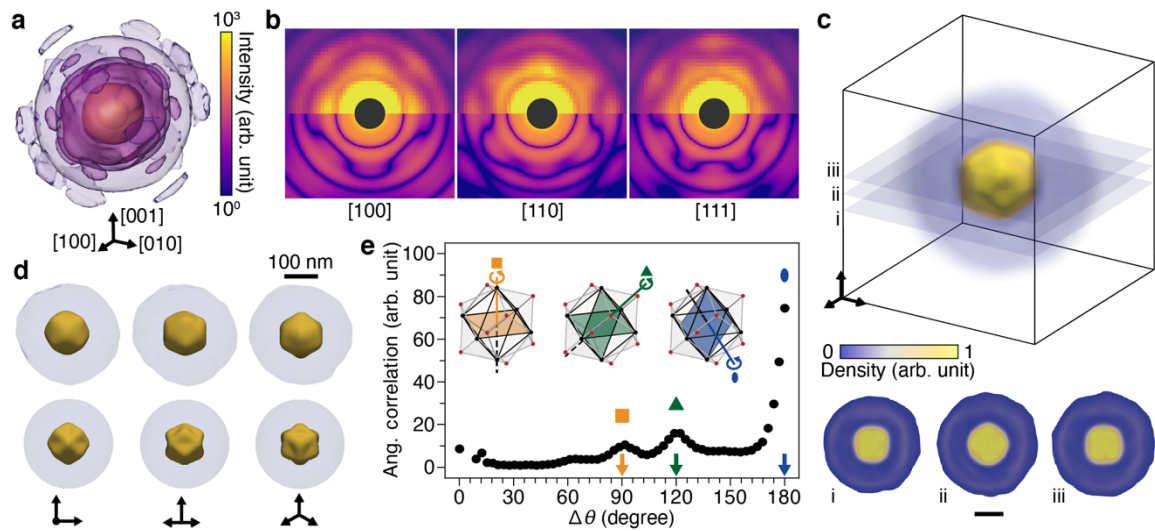 a
10³
Intensity (arb. unit)
10⁰
[001]
[100]
[010]
b
[100]
[110]
[111]
c
iii
ii
i
0
1
Density (arb. unit)
i
ii
iii
d
100 nm
e
Ang. correlation (arb. unit)
100
80
60
40
20
0
0
30
60
90
120
150
180
Δθ (degree)